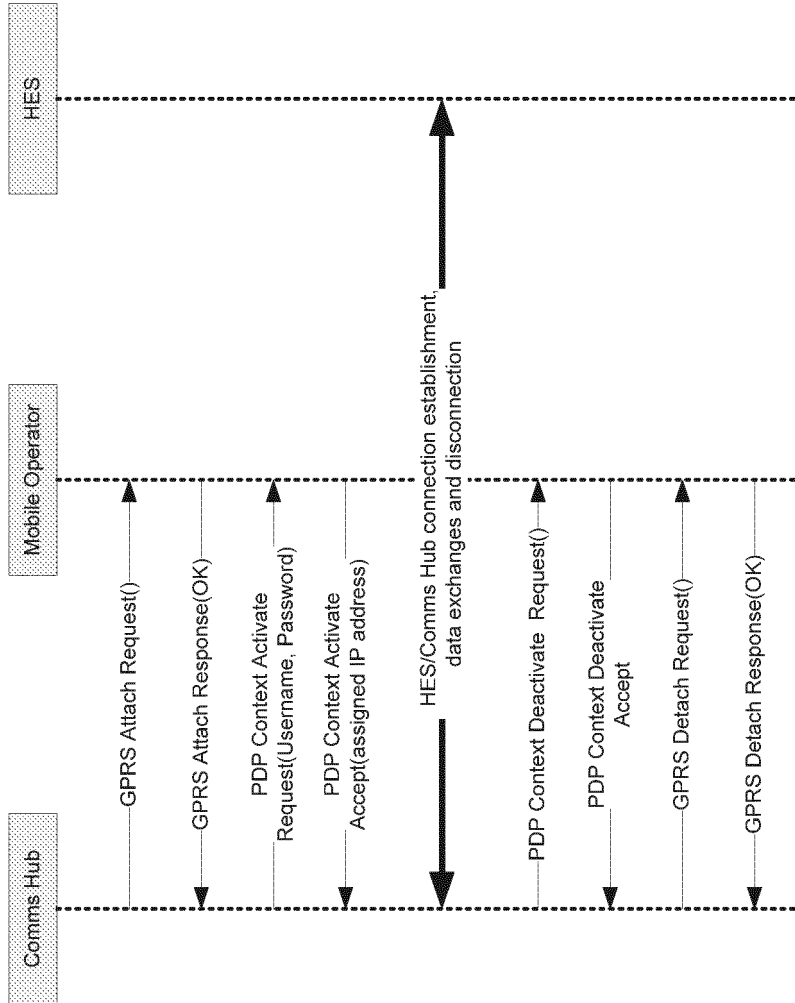 Comms Hub
Mobile Operator
HES
GPRS Attach Request()
GPRS Attach Response(OK)
PDP Context Activate
Request(Username, Password)
PDP Context Activate
Accept(assigned IP address)
HES/Comms Hub connection establishment,
data exchanges and disconnection
PDP Context Deactivate Request()
PDP Context Deactivate
Accept
GPRS Detach Request()
GPRS Detach Response(OK)